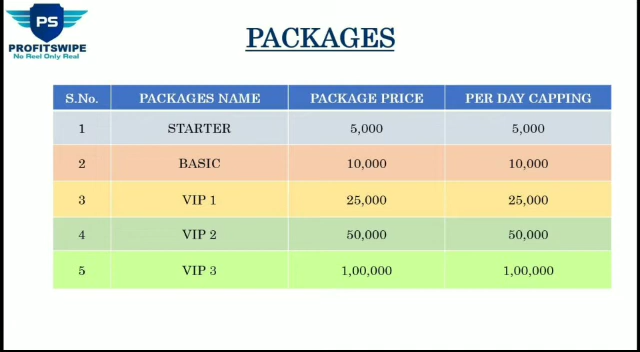 PS
PROFITSWIPE
No Reel Only Real
PACKAGES
S.No. PACKAGES NAME PACKAGE PRICE PER DAY CAPPING
1 STARTER 5,000 5,000
2 BASIC 10,000 10,000
3 VIP 1 25,000 25,000
4 VIP 2 50,000 50,000
5 VIP 3 1,00,000 1,00,000